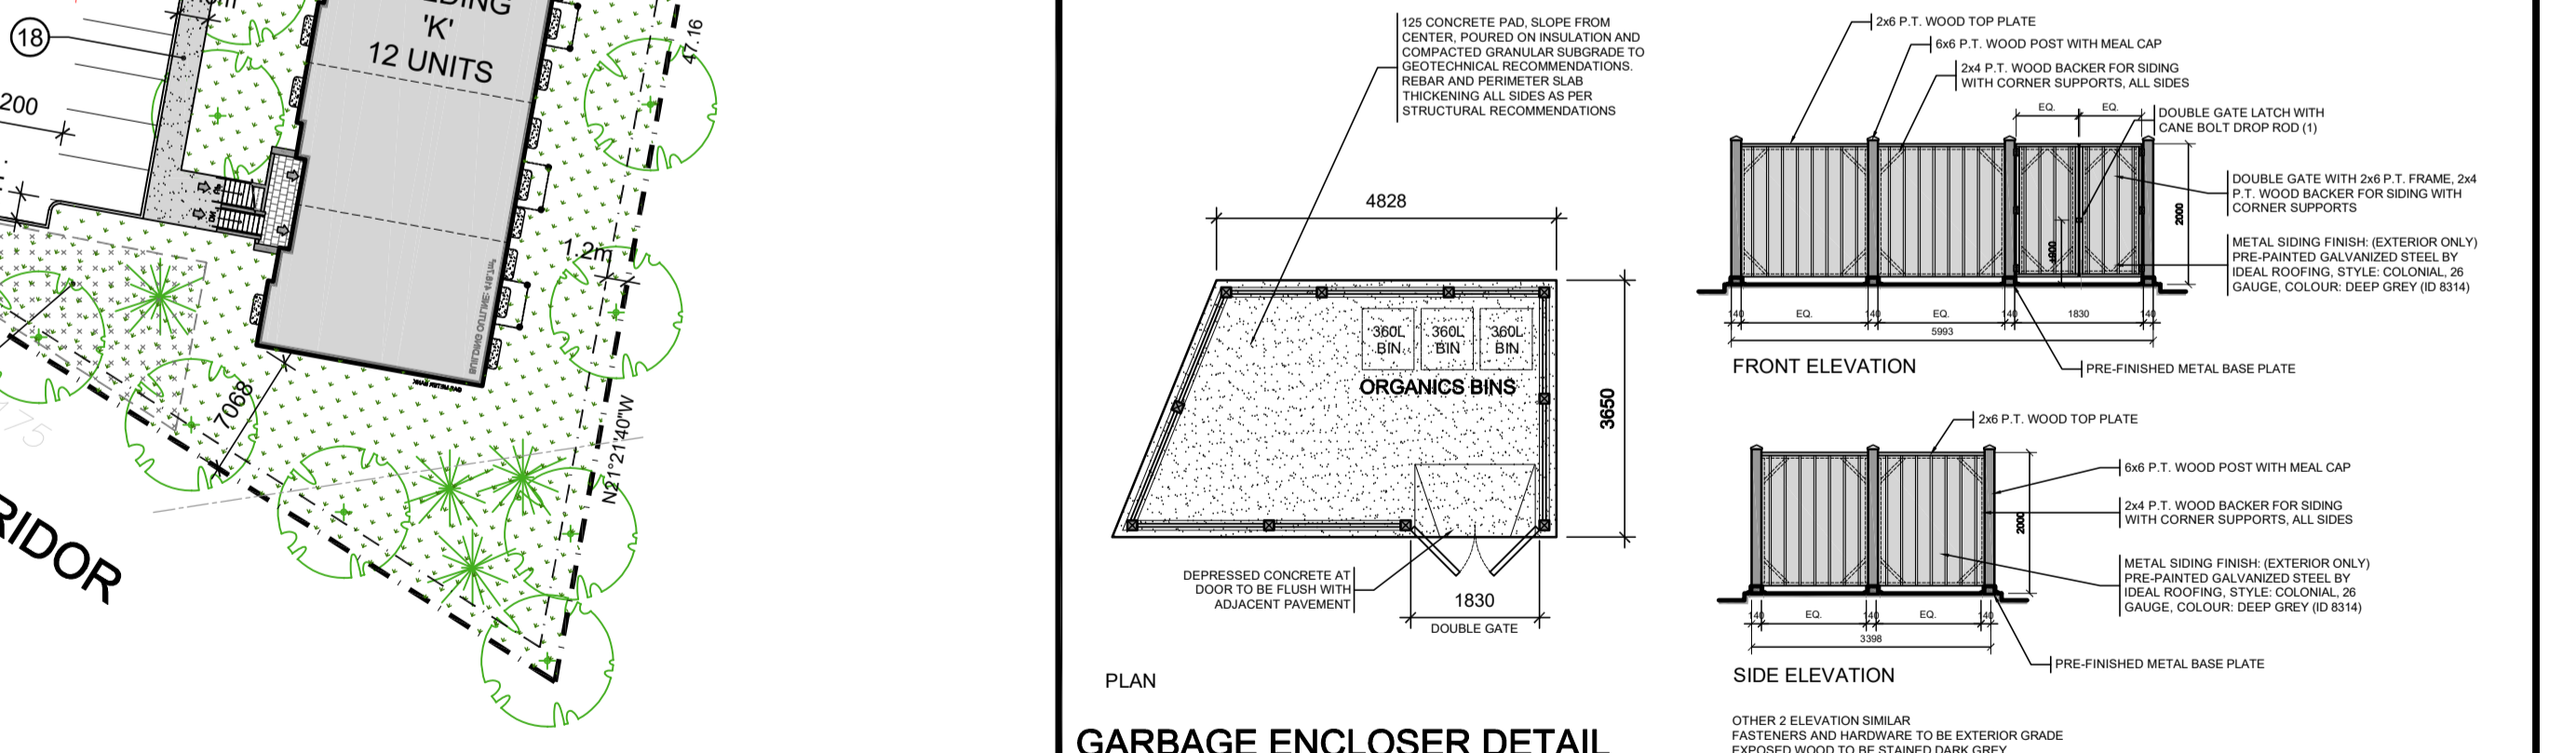 18
'K'
12 UNITS
200
47.16
1.2m
7068
N21°21'40"W
175
RIDOR
BUILDING OUTLINE:
GAS METER BANK
125 CONCRETE PAD, SLOPE FROM
CENTER, POURED ON INSULATION AND
COMPACTED GRANULAR SUBGRADE TO
GEOTECHNICAL RECOMMENDATIONS.
REBAR AND PERIMETER SLAB
THICKENING ALL SIDES AS PER
STRUCTURAL RECOMMENDATIONS
4828
360L
BIN
360L
BIN
360L
BIN
ORGANICS BINS
3650
DEPRESSED CONCRETE AT
DOOR TO BE FLUSH WITH
ADJACENT PAVEMENT
1830
DOUBLE GATE
PLAN
GARBAGE ENCLOSER DETAIL
2x6 P.T. WOOD TOP PLATE
6x6 P.T. WOOD POST WITH MEAL CAP
2x4 P.T. WOOD BACKER FOR SIDING
WITH CORNER SUPPORTS, ALL SIDES
EQ.
EQ.
DOUBLE GATE LATCH WITH
CANE BOLT DROP ROD (1)
DOUBLE GATE WITH 2x6 P.T. FRAME, 2x4
P.T. WOOD BACKER FOR SIDING WITH
CORNER SUPPORTS
2000
±900
METAL SIDING FINISH: (EXTERIOR ONLY)
PRE-PAINTED GALVANIZED STEEL BY
IDEAL ROOFING, STYLE: COLONIAL, 26
GAUGE, COLOUR: DEEP GREY (ID 8314)
140
EQ.
140
EQ.
140
1830
140
5993
FRONT ELEVATION
PRE-FINISHED METAL BASE PLATE
2x6 P.T. WOOD TOP PLATE
6x6 P.T. WOOD POST WITH MEAL CAP
2x4 P.T. WOOD BACKER FOR SIDING
WITH CORNER SUPPORTS, ALL SIDES
2000
METAL SIDING FINISH: (EXTERIOR ONLY)
PRE-PAINTED GALVANIZED STEEL BY
IDEAL ROOFING, STYLE: COLONIAL, 26
GAUGE, COLOUR: DEEP GREY (ID 8314)
140
EQ.
140
EQ.
140
3398
PRE-FINISHED METAL BASE PLATE
SIDE ELEVATION
OTHER 2 ELEVATION SIMILAR
FASTENERS AND HARDWARE TO BE EXTERIOR GRADE
EXPOSED WOOD TO BE STAINED DARK GREY